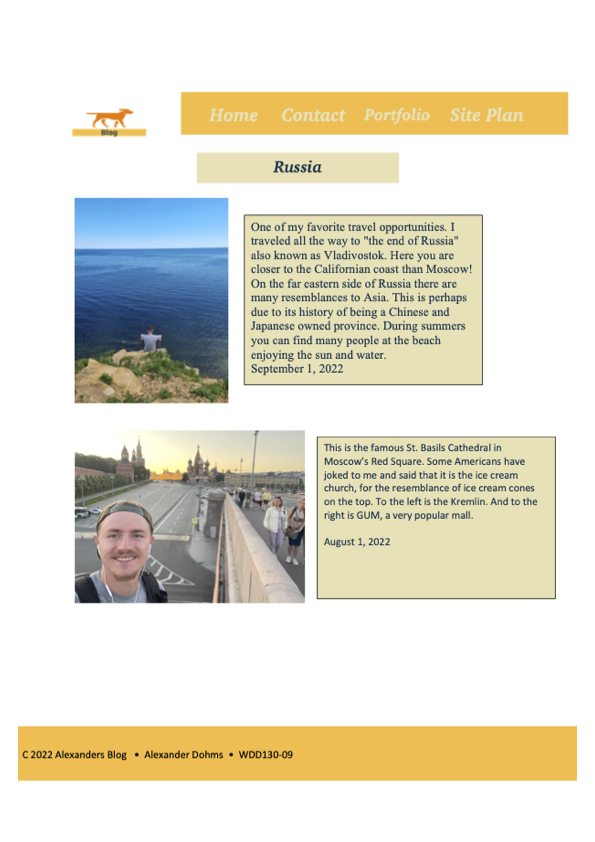 Blog
Home Contact Portfolio Site Plan
Russia
One of my favorite travel opportunities. I
traveled all the way to "the end of Russia"
also known as Vladivostok. Here you are
closer to the Californian coast than Moscow!
On the far eastern side of Russia there are
many resemblances to Asia. This is perhaps
due to its history of being a Chinese and
Japanese owned province. During summers
you can find many people at the beach
enjoying the sun and water.
September 1, 2022
This is the famous St. Basils Cathedral in
Moscow’s Red Square. Some Americans have
joked to me and said that it is the ice cream
church, for the resemblance of ice cream cones
on the top. To the left is the Kremlin. And to the
right is GUM, a very popular mall.
August 1, 2022
C 2022 Alexanders Blog • Alexander Dohms • WDD130-09